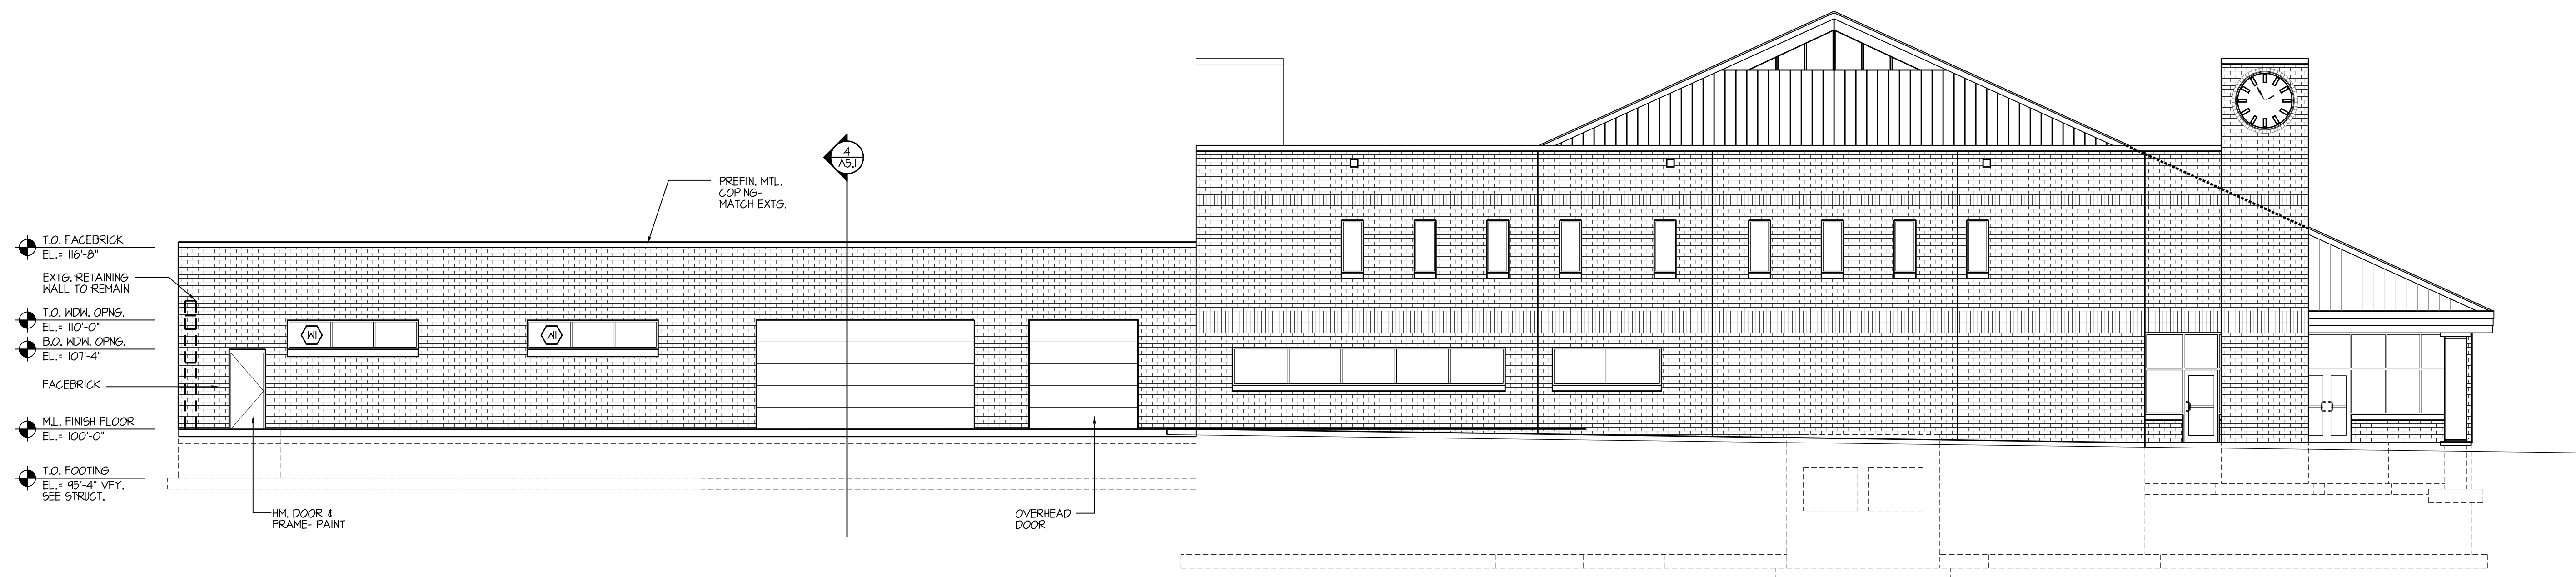 4
A5.1
PREFIN. MTL.
COPING-
MATCH EXTG.
T.O. FACEBRICK
EL.= 116'-8"
EXTG. RETAINING
WALL TO REMAIN
T.O. WDW. OPNG.
EL.= 110'-0"
B.O. WDW. OPNG.
EL.= 107'-4"
W1
W1
FACEBRICK
M.L. FINISH FLOOR
EL.= 100'-0"
T.O. FOOTING
EL.= 95'-4" VFY.
SEE STRUCT.
HM. DOOR &
FRAME- PAINT
OVERHEAD
DOOR